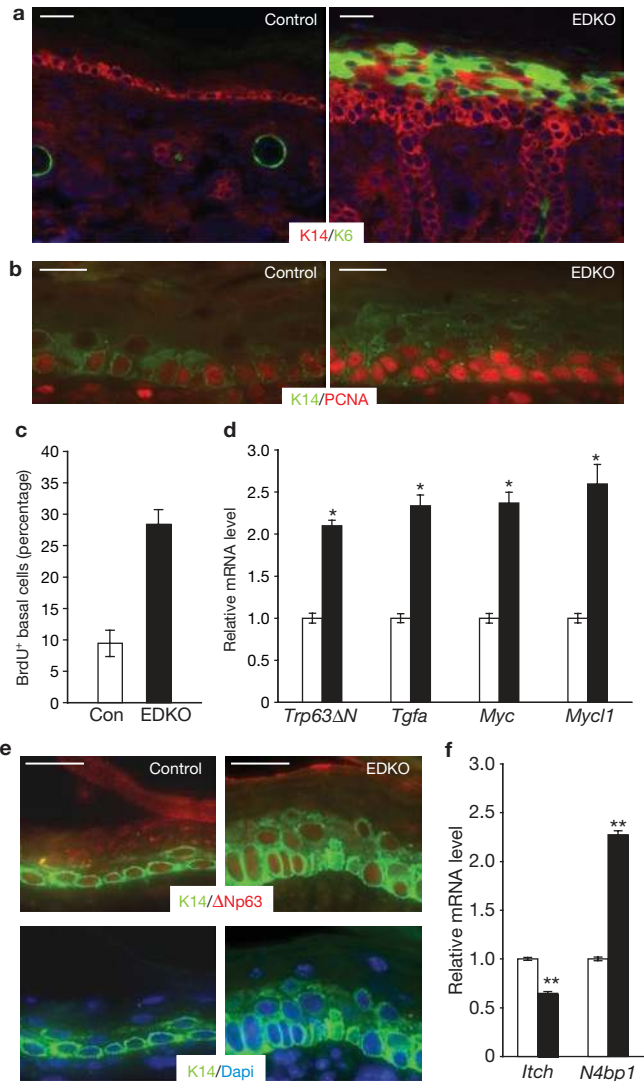 a
Control
EDKO
K14/K6
b
Control
EDKO
K14/PCNA
c
BrdU+ basal cells (percentage)
40
35
30
25
20
15
10
5
0
Con EDKO
d
Relative mRNA level
3.0
2.5
2.0
1.5
1.0
0.5
0
* * * *
Trp63ΔN Tgfa Myc Mycl1
e
Control
EDKO
K14/ΔNp63
K14/Dapi
f
Relative mRNA level
3.0
2.3
2.0
1.5
1.0
0.5
0
** **
Itch N4bp1